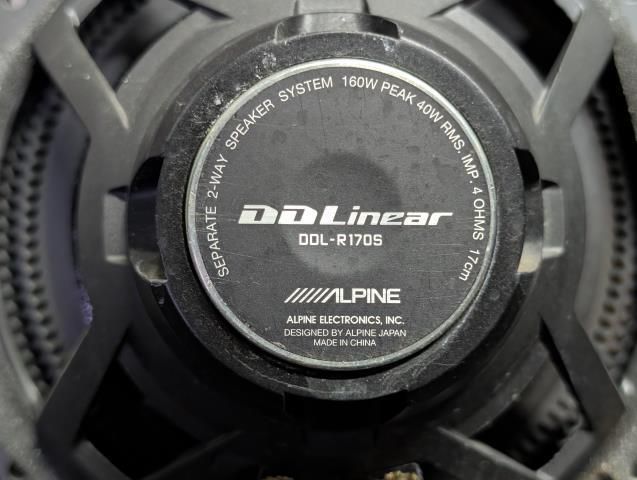 SEPARATE 2-WAY SPEAKER SYSTEM 160W PEAK 40W RMS. IMP. 4 OHMS 17cm
DDLinear
DDL-R170S
ALPINE
ALPINE ELECTRONICS, INC.
DESIGNED BY ALPINE JAPAN
MADE IN CHINA